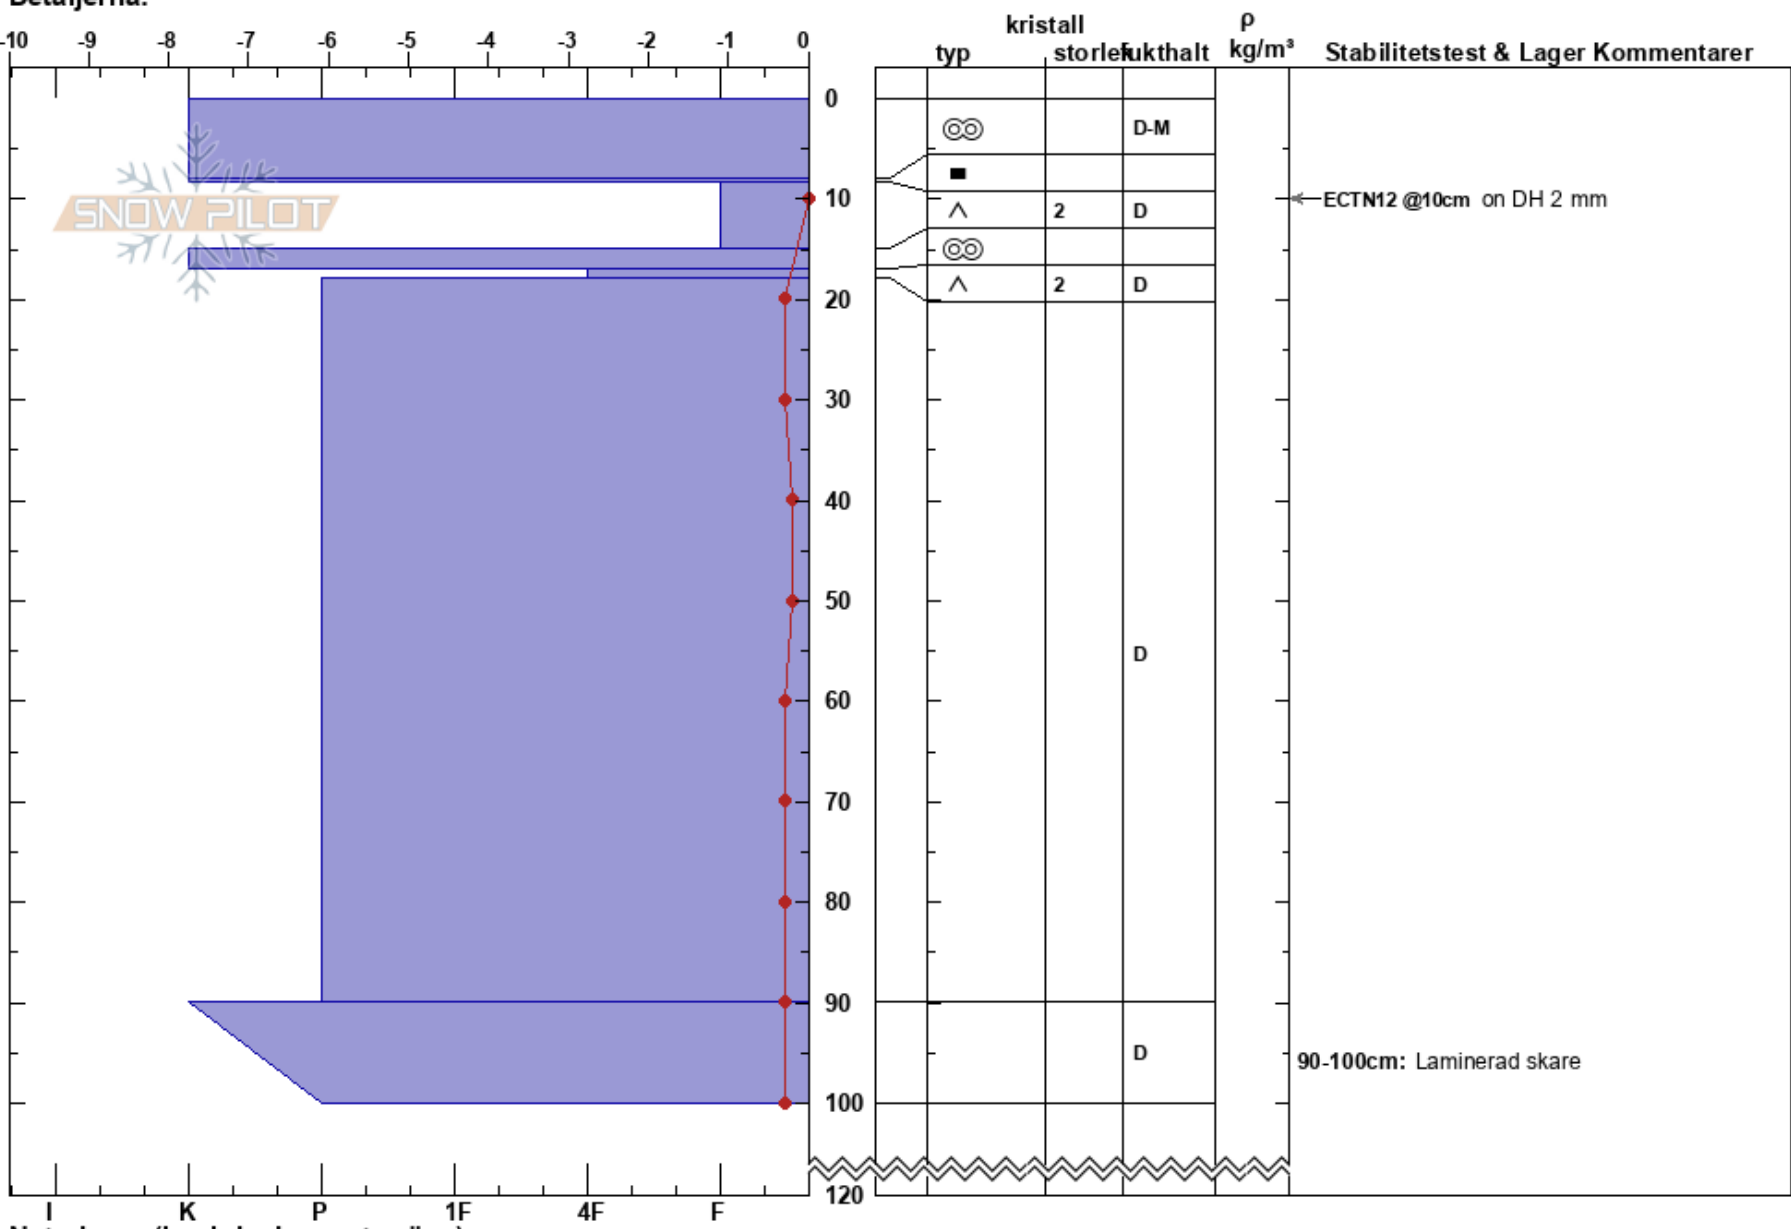 -10 -9 -8 -7 -6 -5 -4 -3 -2 -1 0
kristall
typ storlek fukthalt
ρ
kg/m³
Stabilitetstest & Lager Kommentarer
0
D-M
SNOW PILOT
10
2 D
ECTN12 @10cm on DH 2 mm
2 D
20
30
40
50
D
60
70
80
90
D
90-100cm: Laminerad skare
100
120
I K P 1F 4F F